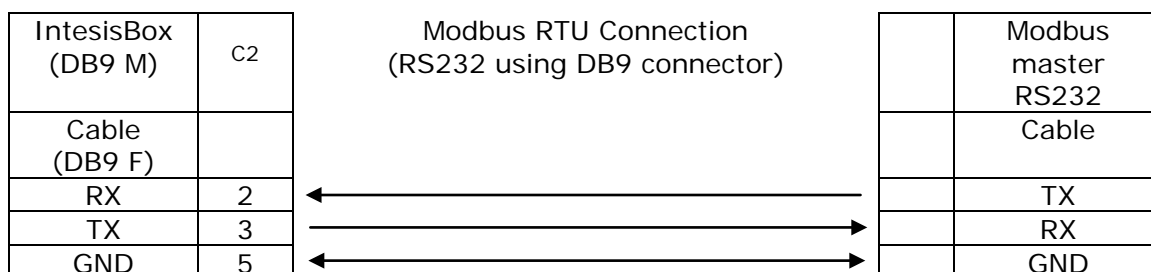 IntesisBox
(DB9 M)
C2
Modbus RTU Connection
(RS232 using DB9 connector)
Modbus
master
RS232
Cable
(DB9 F)
Cable
RX 2 TX
TX 3 RX
GND 5 GND